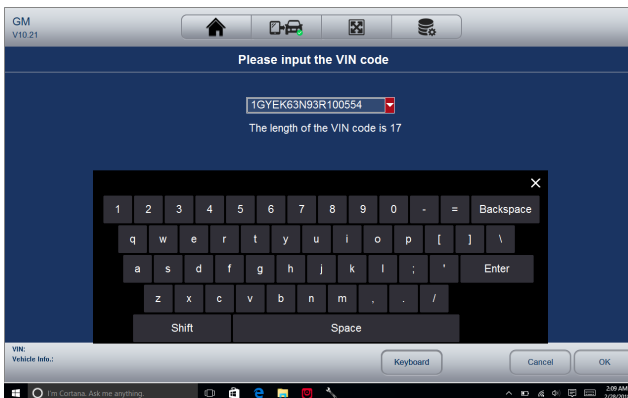 GM
V10.21
Please input the VIN code
1GYEK63N93R100554
The length of the VIN code is 17
1 2 3 4 5 6 7 8 9 0 - = Backspace
q w e r t y u i o p [ ] \
a s d f g h j k l ; ' Enter
z x c v b n m , . /
Shift Space
VIN:
Vehicle Info.:
Keyboard Cancel OK
I'm Cortana. Ask me anything.
2:09 AM